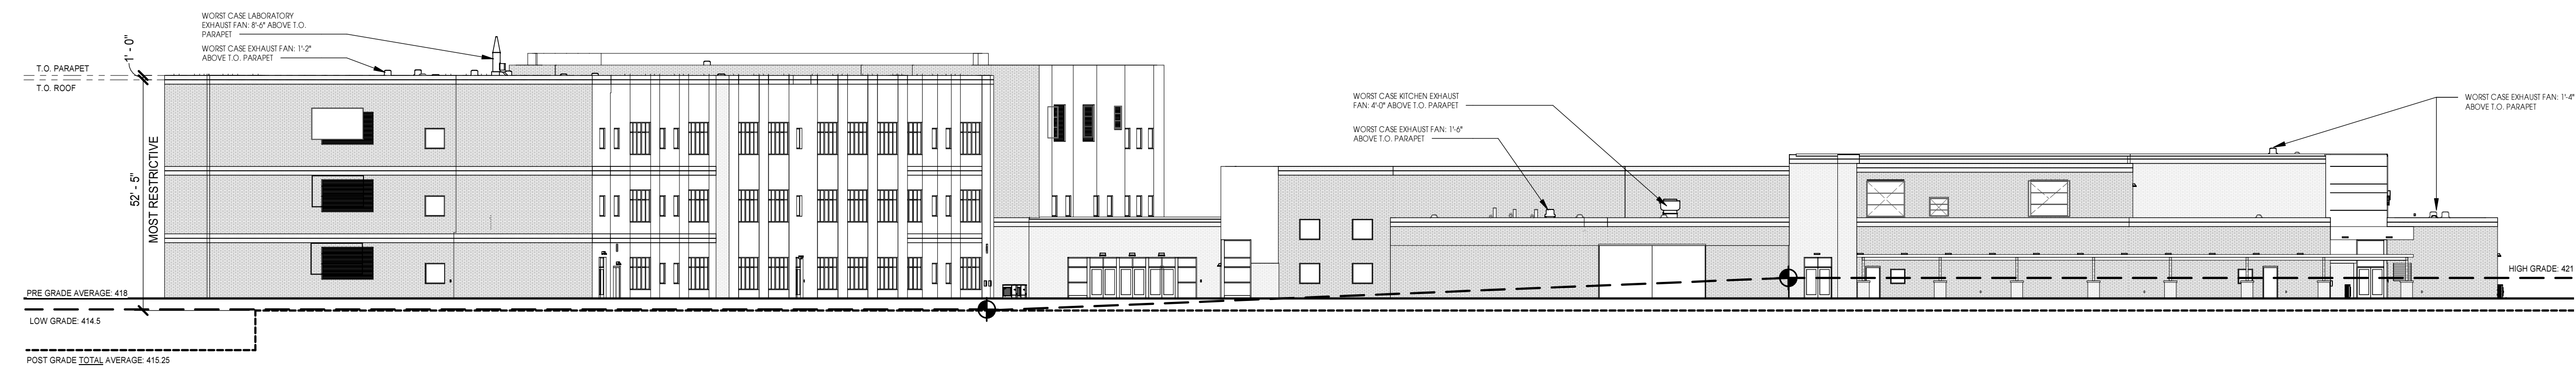 WORST CASE LABORATORY
EXHAUST FAN: 8'-6" ABOVE T.O.
PARAPET
WORST CASE EXHAUST FAN: 1'-2"
ABOVE T.O. PARAPET
1' - 0"
T.O. PARAPET
T.O. ROOF
52' - 5"
MOST RESTRICTIVE
WORST CASE KITCHEN EXHAUST
FAN: 4'-0" ABOVE T.O. PARAPET
WORST CASE EXHAUST FAN: 1'-6"
ABOVE T.O. PARAPET
WORST CASE EXHAUST FAN: 1'-4"
ABOVE T.O. PARAPET
HIGH GRADE: 421
PRE GRADE AVERAGE: 418
LOW GRADE: 414.5
POST GRADE TOTAL AVERAGE: 415.25